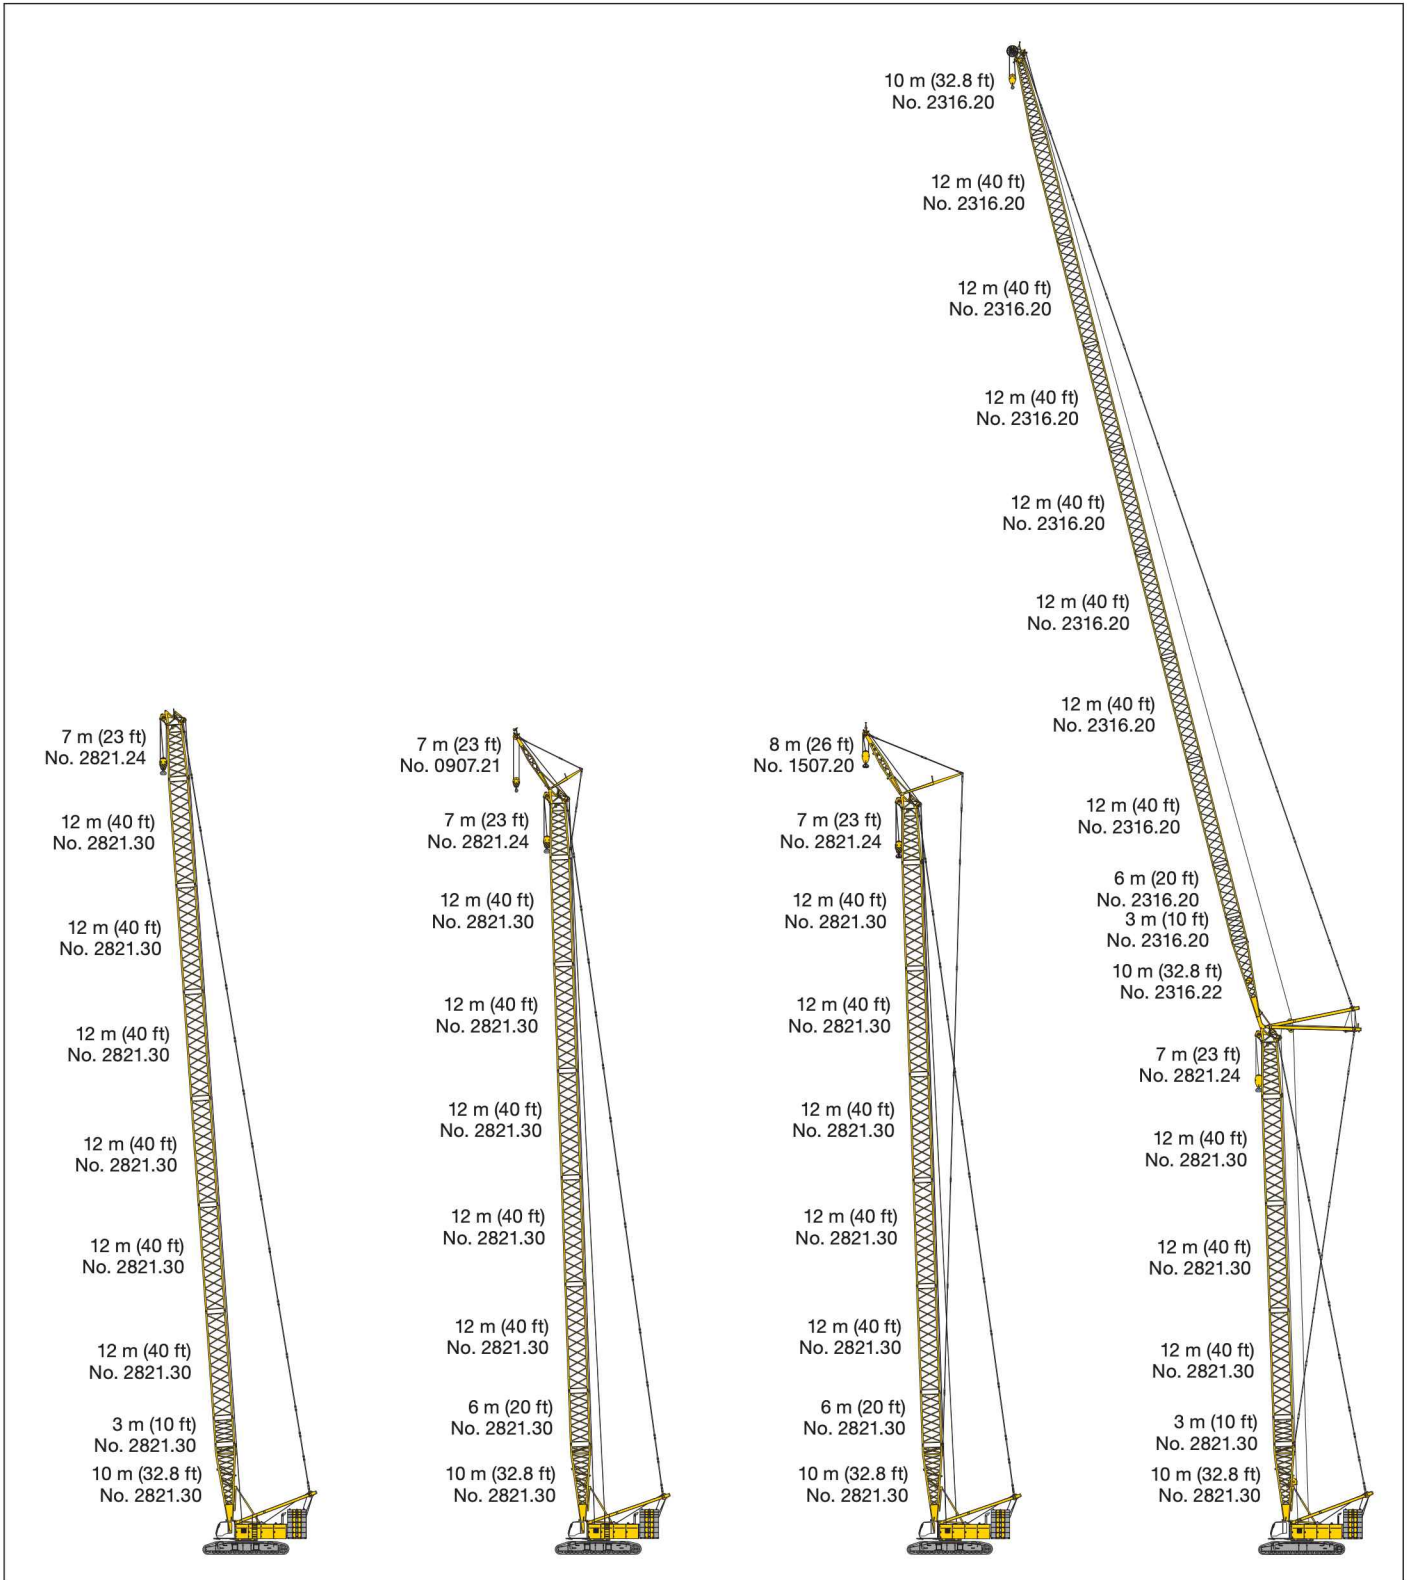 7 m (23 ft)
No. 2821.24
12 m (40 ft)
No. 2821.30
12 m (40 ft)
No. 2821.30
12 m (40 ft)
No. 2821.30
12 m (40 ft)
No. 2821.30
12 m (40 ft)
No. 2821.30
12 m (40 ft)
No. 2821.30
3 m (10 ft)
No. 2821.30
10 m (32.8 ft)
No. 2821.30
7 m (23 ft)
No. 0907.21
7 m (23 ft)
No. 2821.24
12 m (40 ft)
No. 2821.30
12 m (40 ft)
No. 2821.30
12 m (40 ft)
No. 2821.30
12 m (40 ft)
No. 2821.30
12 m (40 ft)
No. 2821.30
6 m (20 ft)
No. 2821.30
10 m (32.8 ft)
No. 2821.30
8 m (26 ft)
No. 1507.20
7 m (23 ft)
No. 2821.24
12 m (40 ft)
No. 2821.30
12 m (40 ft)
No. 2821.30
12 m (40 ft)
No. 2821.30
12 m (40 ft)
No. 2821.30
12 m (40 ft)
No. 2821.30
6 m (20 ft)
No. 2821.30
10 m (32.8 ft)
No. 2821.30
10 m (32.8 ft)
No. 2316.20
12 m (40 ft)
No. 2316.20
12 m (40 ft)
No. 2316.20
12 m (40 ft)
No. 2316.20
12 m (40 ft)
No. 2316.20
12 m (40 ft)
No. 2316.20
12 m (40 ft)
No. 2316.20
12 m (40 ft)
No. 2316.20
6 m (20 ft)
No. 2316.20
3 m (10 ft)
No. 2316.20
10 m (32.8 ft)
No. 2316.22
7 m (23 ft)
No. 2821.24
12 m (40 ft)
No. 2821.30
12 m (40 ft)
No. 2821.30
12 m (40 ft)
No. 2821.30
3 m (10 ft)
No. 2821.30
10 m (32.8 ft)
No. 2821.30